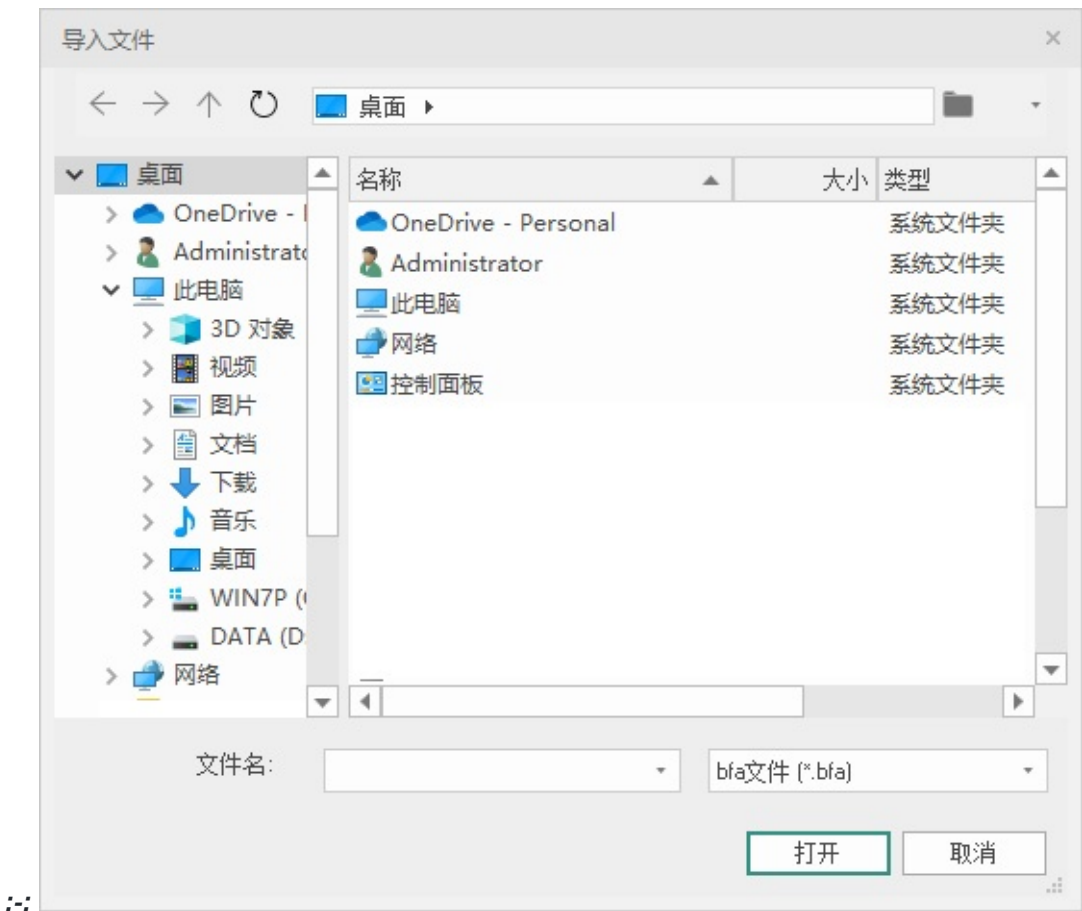 导入文件
桌面
桌面
OneDrive -
Administrat
此电脑
3D 对象
视频
图片
文档
下载
音乐
桌面
WIN7P (
DATA (D
网络
名称 大小 类型
OneDrive - Personal 系统文件夹
Administrator 系统文件夹
此电脑 系统文件夹
网络 系统文件夹
控制面板 系统文件夹
文件名:
bfa文件 (*.bfa)
打开 取消